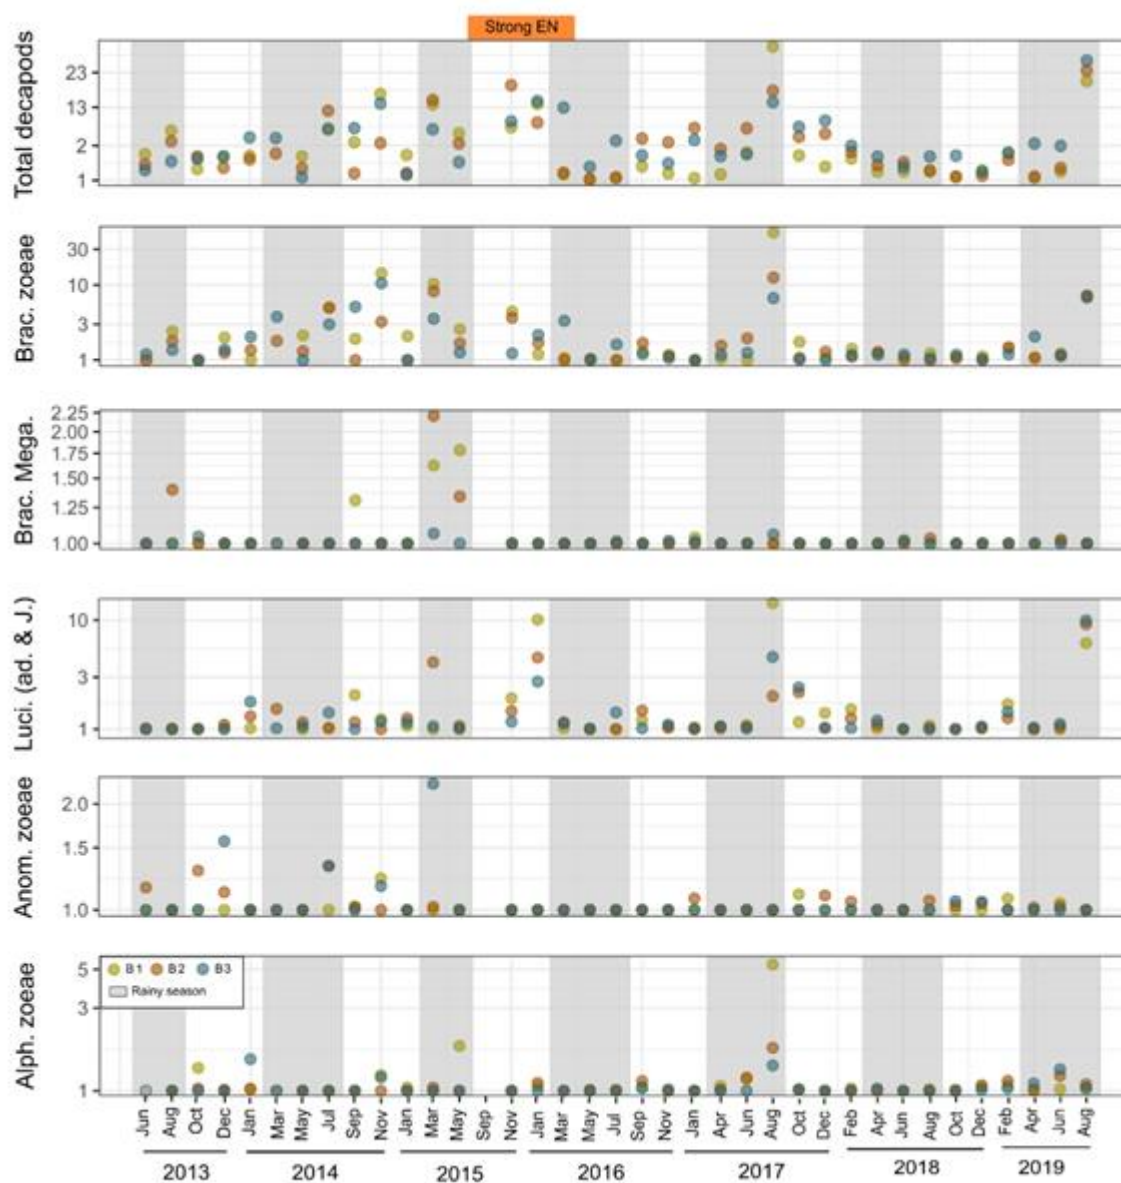 Strong EN
Total decapods
23
13
2
1
Brac. zoeae
30
10
3
1
Brac. Mega.
2.25
2.00
1.75
1.50
1.25
1.00
Luci. (ad. & J.)
10
3
1
Anom. zoeae
2.0
1.5
1.0
Alph. zoeae
5
3
1
B1 B2 B3
Rainy season
Jun Aug Oct Dec Jan Mar May Jul Sep Nov Jan Mar May Sep Nov Jan Mar May Jul Sep Nov Jan Apr Jun Aug Oct Dec Feb Apr Jun Aug Oct Dec Feb Apr Jun Aug
2013 2014 2015 2016 2017 2018 2019